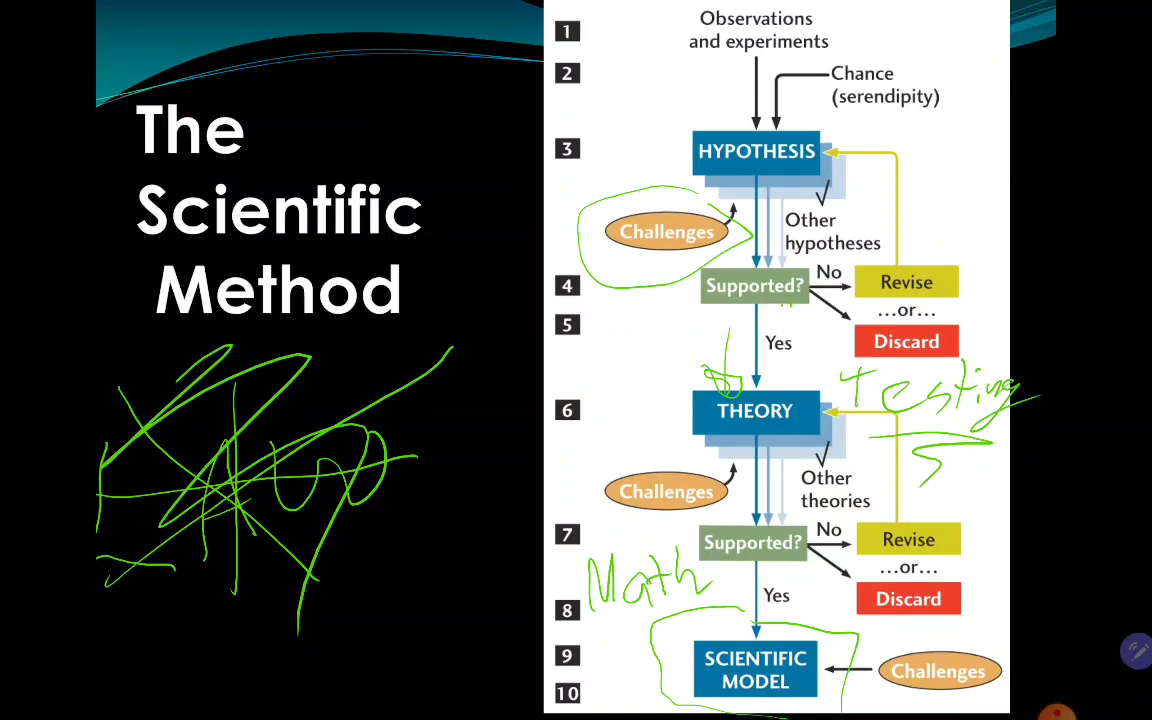 The
Scientific
Method
1
Observations
and experiments
2
Chance
(serendipity)
3
HYPOTHESIS
Challenges
Other
hypotheses
4
Supported?
No
Revise
...or...
5
Yes
Discard
Testing
6
THEORY
Challenges
Other
theories
7
Supported?
No
Revise
...or...
Math
8
Yes
Discard
9
SCIENTIFIC
MODEL
Challenges
10